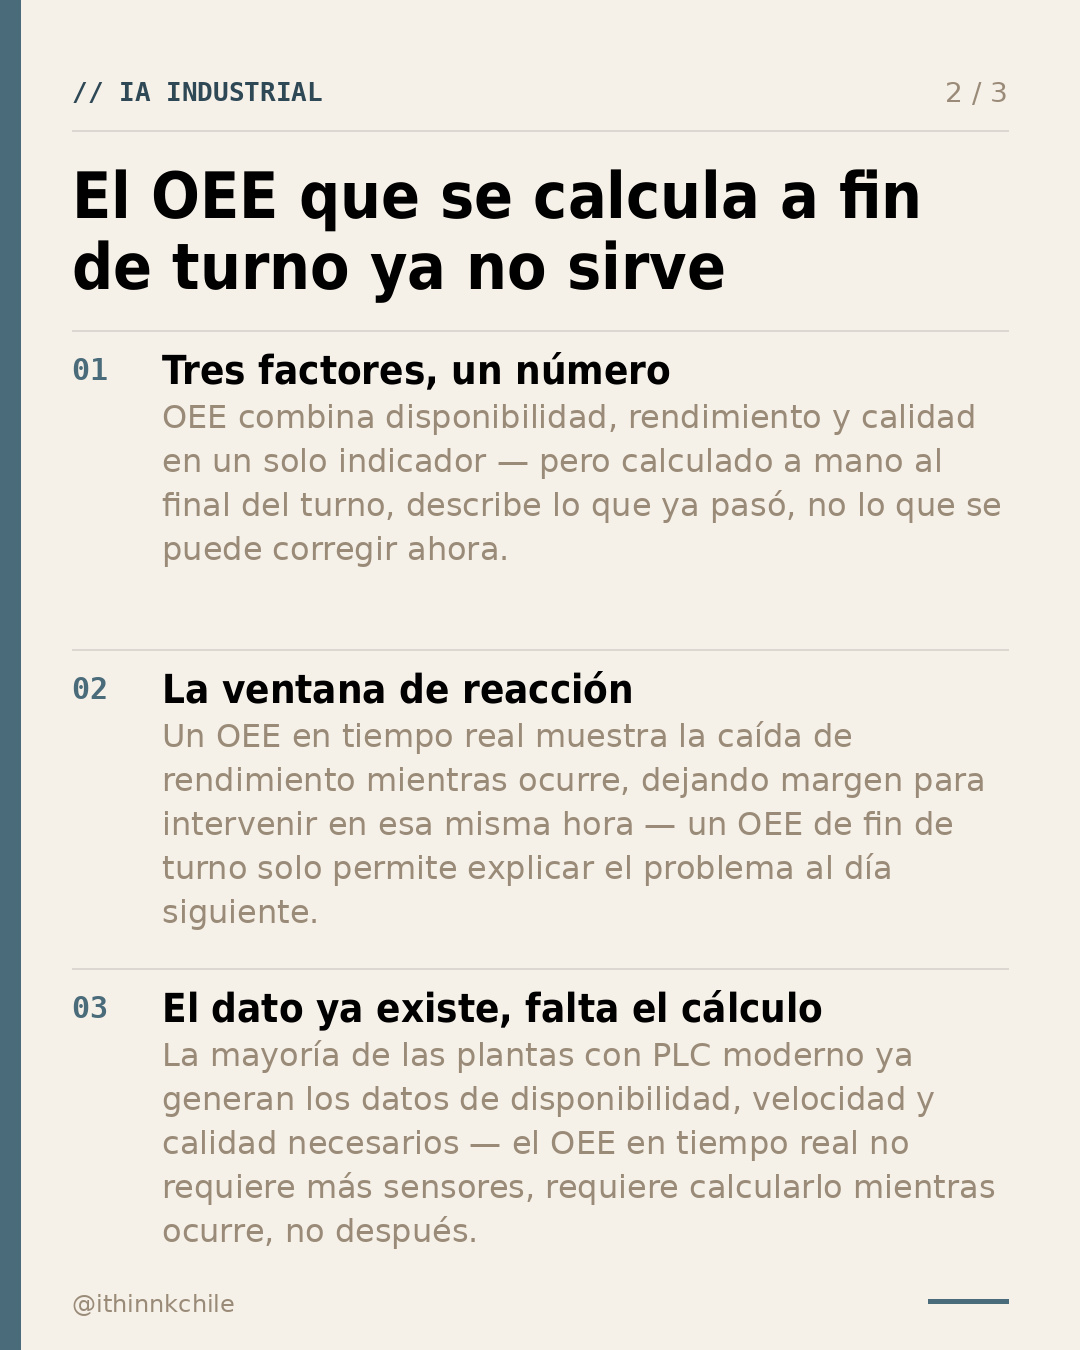 // IA INDUSTRIAL
2 / 3
El OEE que se calcula a fin
de turno ya no sirve
01
Tres factores, un número
OEE combina disponibilidad, rendimiento y calidad
en un solo indicador — pero calculado a mano al
final del turno, describe lo que ya pasó, no lo que se
puede corregir ahora.
02
La ventana de reacción
Un OEE en tiempo real muestra la caída de
rendimiento mientras ocurre, dejando margen para
intervenir en esa misma hora — un OEE de fin de
turno solo permite explicar el problema al día
siguiente.
03
El dato ya existe, falta el cálculo
La mayoría de las plantas con PLC moderno ya
generan los datos de disponibilidad, velocidad y
calidad necesarios — el OEE en tiempo real no
requiere más sensores, requiere calcularlo mientras
ocurre, no después.
@ithinnkchile